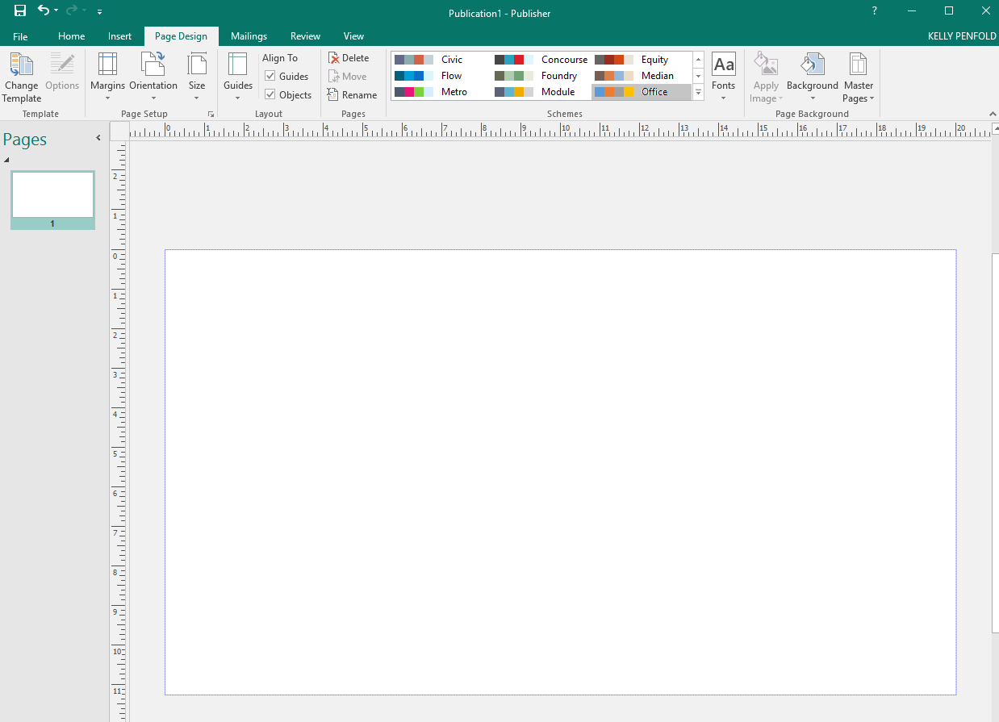 Publication1 - Publisher
?
File Home Insert Page Design Mailings Review View KELLY PENFOLD
Change Template
Options
Margins
Orientation
Size
Guides
Align To
Guides
Objects
Delete
Move
Rename
Civic Concourse Equity
Flow Foundry Median
Metro Module Office
Aa
Fonts
Apply Image
Background
Master Pages
Template Page Setup Layout Pages Schemes Page Background
Pages
1
0 1 2 3 4 5 6 7 8 9 10 11 12 13 14 15 16 17 18 19 20
2
1
0
1
2
3
4
5
6
7
8
9
10
11